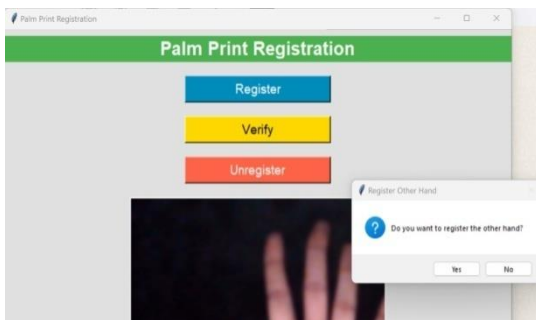 Palm Print Registration
Palm Print Registration
Register
Verify
Unregister
Register Other Hand
Do you want to register the other hand?
Yes
No